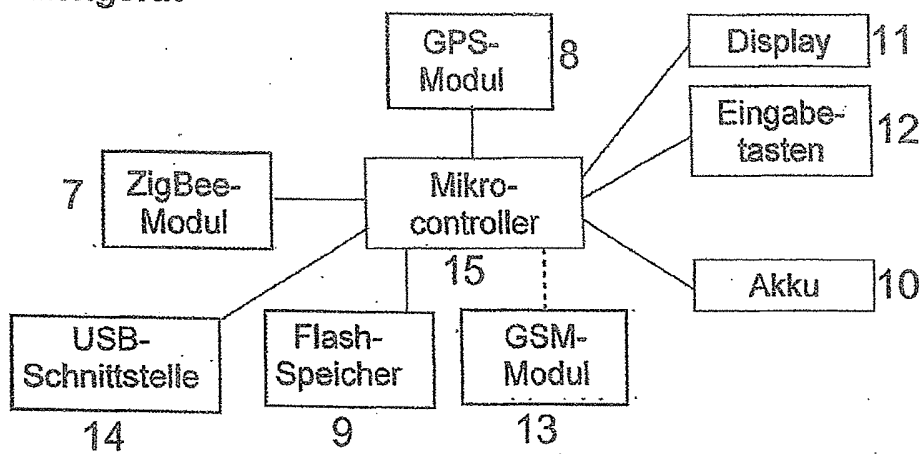 GPS-
Modul
8
Display
11
Eingabe-
tasten
12
7
ZigBee-
Modul
Mikro-
controller
15
Akku
10
USB-
Schnittstelle
14
Flash-
Speicher
9
GSM-
Modul
13